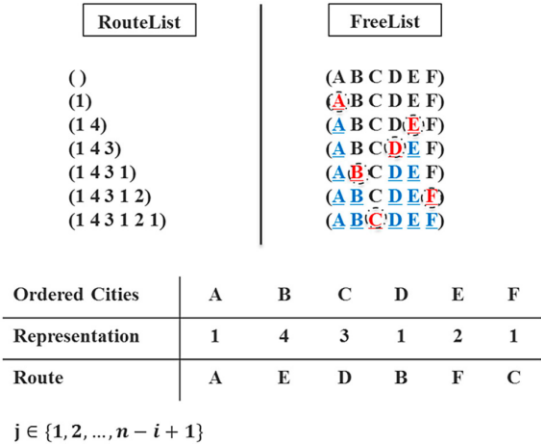 RouteList FreeList
( ) (A B C D E F)
(1) (A B C D E F)
(1 4) (A B C D E F)
(1 4 3) (A B C D E F)
(1 4 3 1) (A B C D E F)
(1 4 3 1 2) (A B C D E F)
(1 4 3 1 2 1) (A B C D E F)
Ordered Cities A B C D E F
Representation 1 4 3 1 2 1
Route A E D B F C
j ∈ {1, 2, ..., n − i + 1}